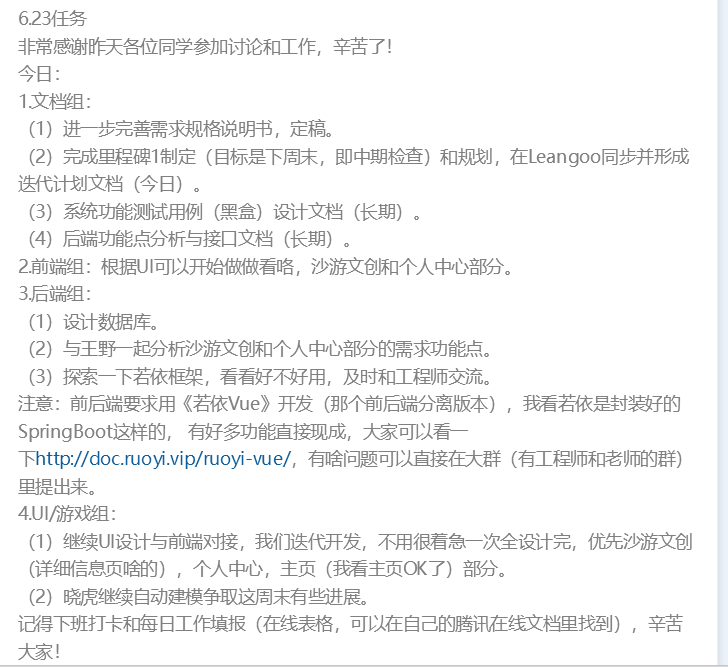 6.23任务
非常感谢昨天各位同学参加讨论和工作，辛苦了！
今日：
1.文档组：
（1）进一步完善需求规格说明书，定稿。
（2）完成里程碑1制定（目标是下周末，即中期检查）和规划，在Leangoo同步并形成
迭代计划文档（今日）。
（3）系统功能测试用例（黑盒）设计文档（长期）。
（4）后端功能点分析与接口文档（长期）。
2.前端组：根据UI可以开始做做看咯，沙游文创和个人中心部分。
3.后端组：
（1）设计数据库。
（2）与王野一起分析沙游文创和个人中心部分的需求功能点。
（3）探索一下若依框架，看看好不好用，及时和工程师交流。
注意：前后端要求用《若依Vue》开发（那个前后端分离版本），我看若依是封装好的
SpringBoot这样的， 有好多功能直接现成，大家可以看一
下http://doc.ruoyi.vip/ruoyi-vue/，有啥问题可以直接在大群（有工程师和老师的群）
里提出来。
4.UI/游戏组：
（1）继续UI设计与前端对接，我们迭代开发，不用很着急一次全设计完，优先沙游文创
（详细信息页啥的），个人中心，主页（我看主页OK了）部分。
（2）晓虎继续自动建模争取这周末有些进展。
记得下班打卡和每日工作填报（在线表格，可以在自己的腾讯在线文档里找到），辛苦
大家！